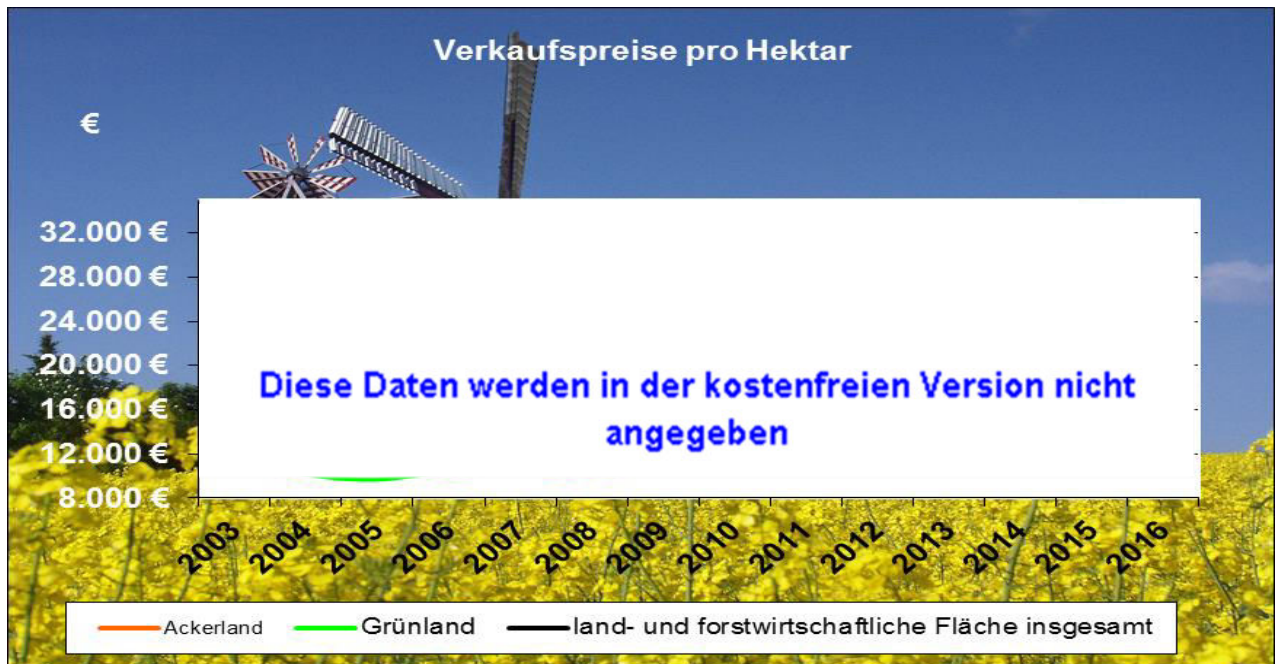 Verkaufspreise pro Hektar
€
32.000 €
28.000 €
24.000 €
20.000 €
16.000 €
12.000 €
8.000 €
Diese Daten werden in der kostenfreien Version nicht
angegeben
2003 2004 2005 2006 2007 2008 2009 2010 2011 2012 2013 2014 2015 2016
Ackerland Grünland land- und forstwirtschaftliche Fläche insgesamt